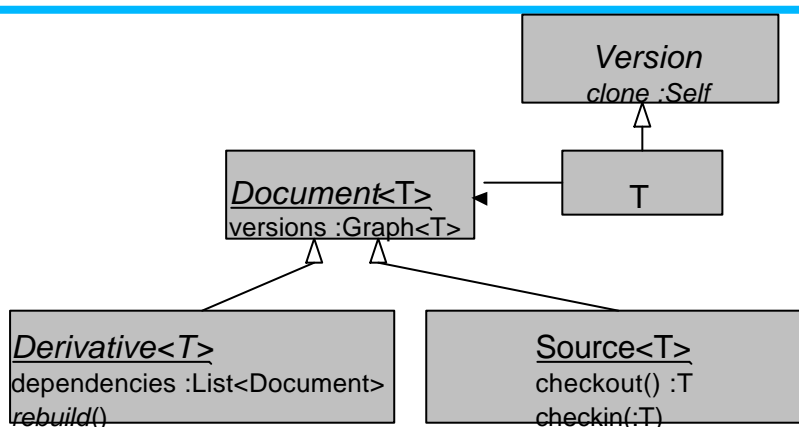 Version
clone :Self
Document<T>
versions :Graph<T>
T
Derivative<T>
dependencies :List<Document>
rebuild()
Source<T>
checkout() :T
checkin(:T)